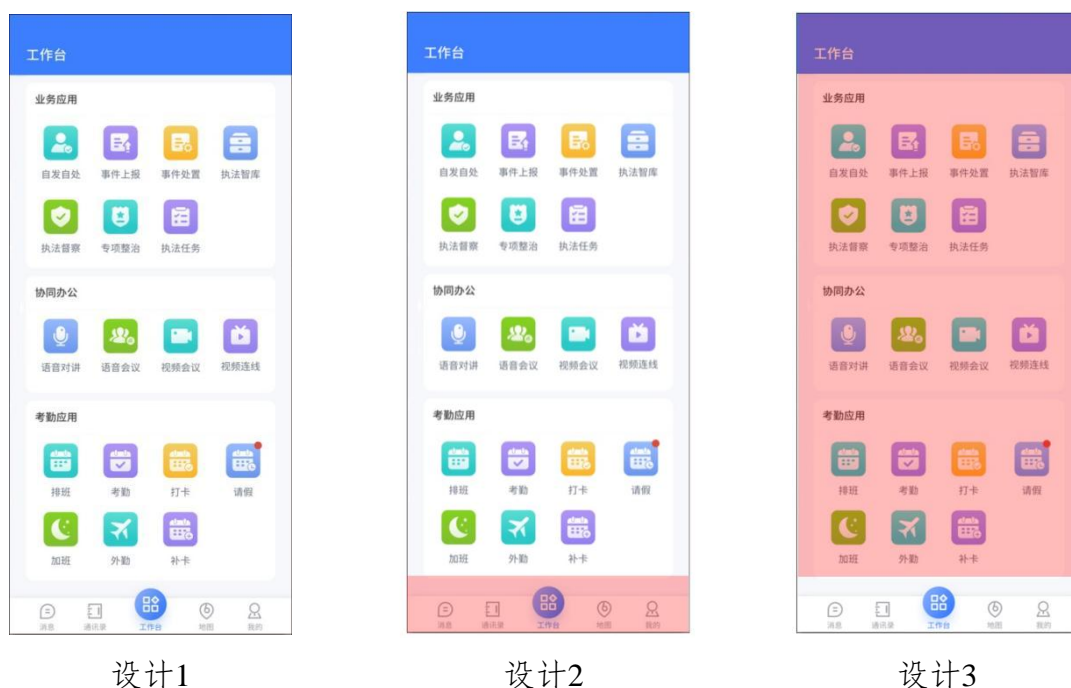 工作台
业务应用
自发自处 事件上报 事件处置 执法智库
执法督察 专项整治 执法任务
协同办公
语音对讲 语音会议 视频会议 视频连线
考勤应用
排班 考勤 打卡 请假
加班 外勤 补卡
消息 通讯录 工作台 地图 我的
设计1
工作台
业务应用
自发自处 事件上报 事件处置 执法智库
执法督察 专项整治 执法任务
协同办公
语音对讲 语音会议 视频会议 视频连线
考勤应用
排班 考勤 打卡 请假
加班 外勤 补卡
消息 通讯录 工作台 地图 我的
设计2
工作台
业务应用
自发自处 事件上报 事件处置 执法智库
执法督察 专项整治 执法任务
协同办公
语音对讲 语音会议 视频会议 视频连线
考勤应用
排班 考勤 打卡 请假
加班 外勤 补卡
消息 通讯录 工作台 地图 我的
设计3